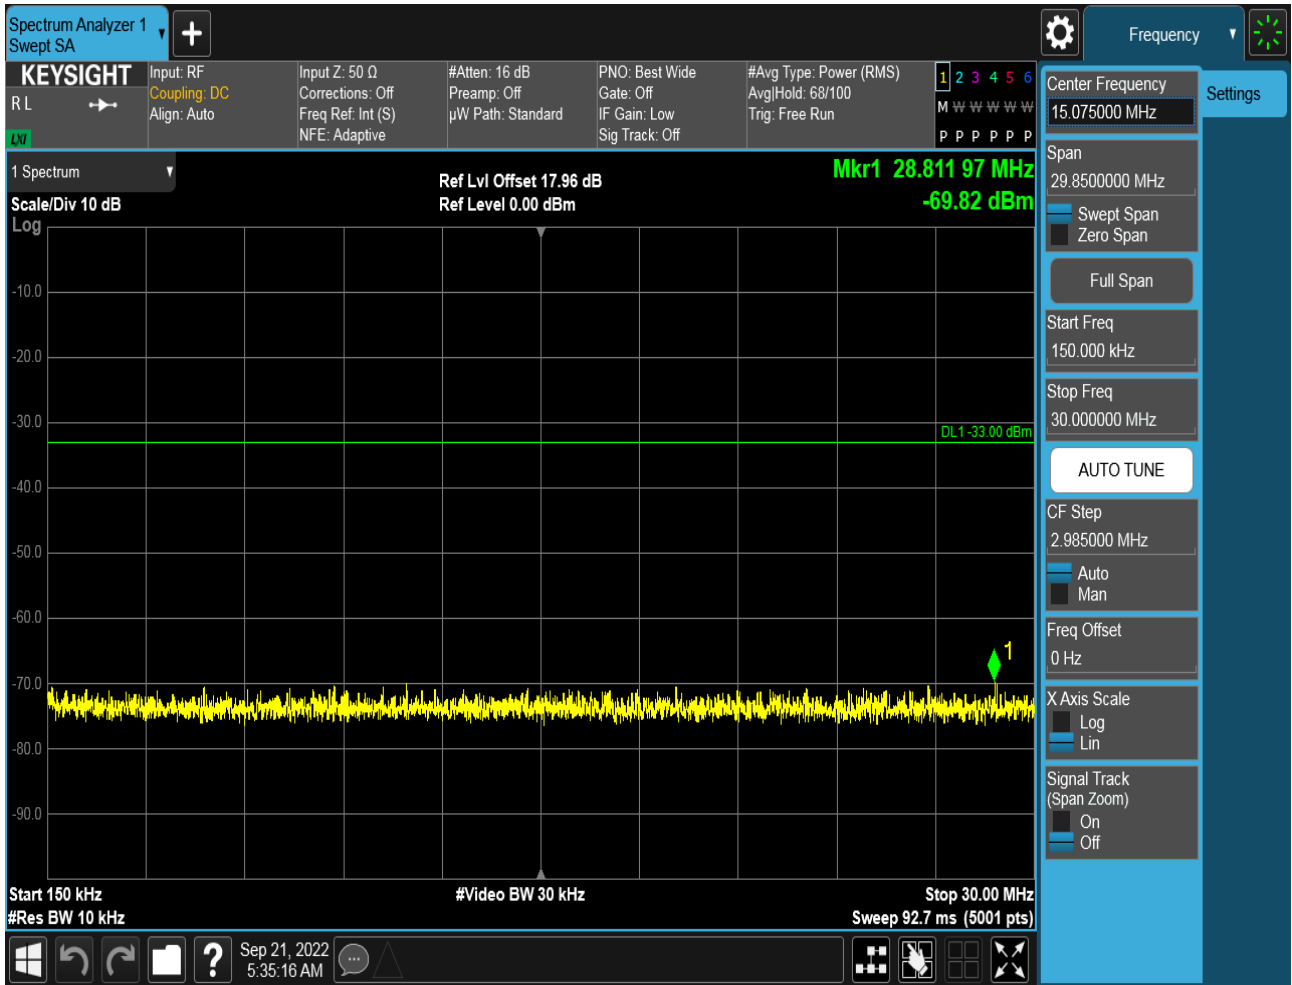 Spectrum Analyzer 1
Swept SA
Frequency
KEYSIGHT
R L
LXI
Input: RF
Coupling: DC
Align: Auto
Input Z: 50 Ω
Corrections: Off
Freq Ref: Int (S)
NFE: Adaptive
#Atten: 16 dB
Preamp: Off
µW Path: Standard
PNO: Best Wide
Gate: Off
IF Gain: Low
Sig Track: Off
#Avg Type: Power (RMS)
Avg|Hold: 68/100
Trig: Free Run
1 2 3 4 5 6
M W W W W W
P P P P P P
1 Spectrum
Scale/Div 10 dB
Log
Ref Lvl Offset 17.96 dB
Ref Level 0.00 dBm
Mkr1 28.811 97 MHz
-69.82 dBm
-10.0
-20.0
-30.0
DL1 -33.00 dBm
-40.0
-50.0
-60.0
1
-70.0
-80.0
-90.0
Start 150 kHz
#Res BW 10 kHz
#Video BW 30 kHz
Stop 30.00 MHz
Sweep 92.7 ms (5001 pts)
Sep 21, 2022
5:35:16 AM
?
Center Frequency
15.075000 MHz
Settings
Span
29.8500000 MHz
Swept Span
Zero Span
Full Span
Start Freq
150.000 kHz
Stop Freq
30.000000 MHz
AUTO TUNE
CF Step
2.985000 MHz
Auto
Man
Freq Offset
0 Hz
X Axis Scale
Log
Lin
Signal Track
(Span Zoom)
On
Off